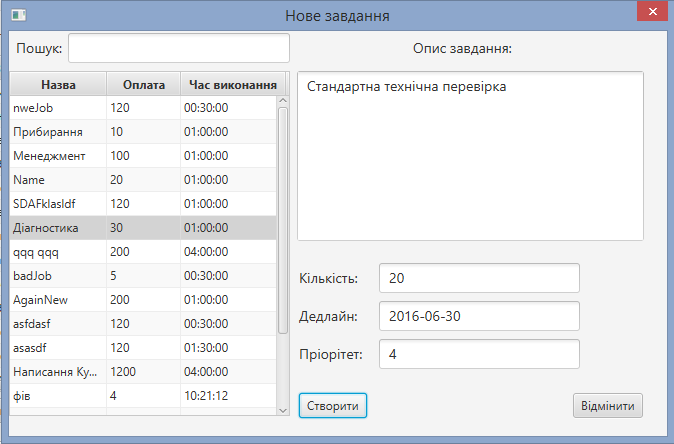 Нове завдання
Пошук:
Опис завдання:
Назва Оплата Час виконання
nweJob 120 00:30:00
Прибирання 10 01:00:00
Менеджмент 100 01:00:00
Name 20 01:00:00
SDAFklasldf 120 01:00:00
Діагностика 30 01:00:00
qqq qqq 200 04:00:00
badJob 5 00:30:00
AgainNew 200 01:00:00
asfdasf 120 00:30:00
asasdf 120 01:30:00
Написання Ку... 1200 04:00:00
фів 4 10:21:12
Стандартна технічна перевірка
Кількість: 20
Дедлайн: 2016-06-30
Пріорітет: 4
Створити
Відмінити